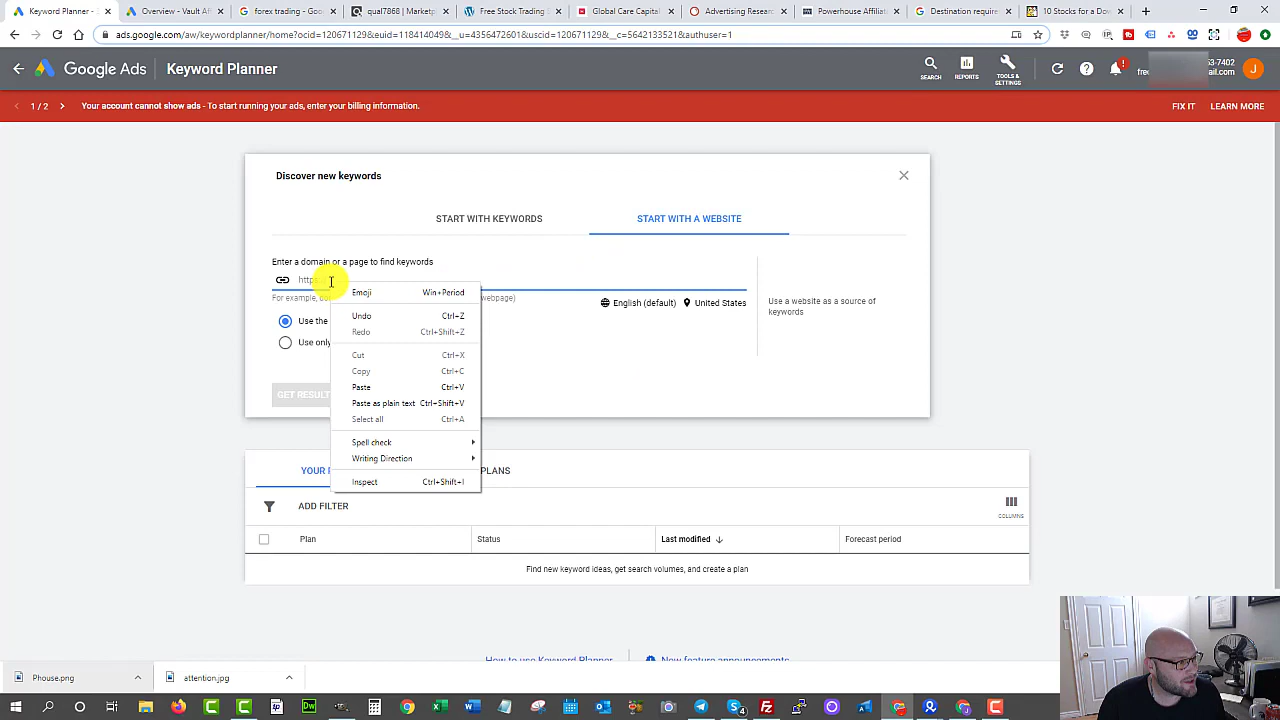 Keyword Planner -
Overview - Vault Aff
forex trading - Goo
qual7868 | Marketpl
Free Stock Trading
Global Care Capital
Advertising Resear
Powerhouse Affiliat
Destination require
10 Stocks for a Dow
ads.google.com/aw/keywordplanner/home?ocid=120671129&euid=118414049&__u=4356472601&uscid=120671129&__c=5642133521&authuser=1
Google Ads Keyword Planner
SEARCH
REPORTS
TOOLS & SETTINGS
53-7402
mail.com
J
1 / 2
Your account cannot show ads - To start running your ads, enter your billing information.
FIX IT
LEARN MORE
Discover new keywords
START WITH KEYWORDS
START WITH A WEBSITE
Enter a domain or a page to find keywords
webpage)
English (default)
United States
Use a website as a source of
keywords
Use the
Use only
GET RESULT
Emoji Win+Period
Undo Ctrl+Z
Redo Ctrl+Shift+Z
Cut Ctrl+X
Copy Ctrl+C
Paste Ctrl+V
Paste as plain text Ctrl+Shift+V
Select all Ctrl+A
Spell check
Writing Direction
Inspect Ctrl+Shift+I
YOUR
PLANS
ADD FILTER
COLUMNS
Plan
Status
Last modified
Forecast period
Find new keyword ideas, get search volumes, and create a plan
How to use Keyword Planner
New feature announcements
Phouse.png
attention.jpg